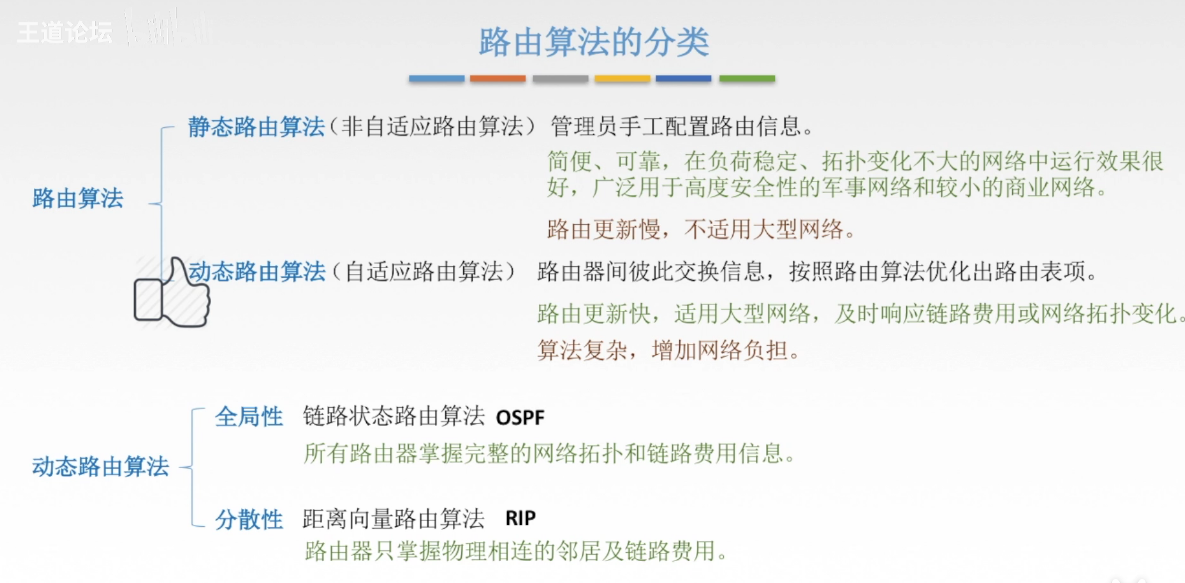 王道论坛
路由算法的分类
静态路由算法(非自适应路由算法) 管理员手工配置路由信息。
简便、可靠，在负荷稳定、拓扑变化不大的网络中运行效果很
好，广泛用于高度安全性的军事网络和较小的商业网络。
路由算法
路由更新慢，不适用大型网络。
动态路由算法(自适应路由算法) 路由器间彼此交换信息，按照路由算法优化出路由表项。
路由更新快，适用大型网络，及时响应链路费用或网络拓扑变化。
算法复杂，增加网络负担。
全局性 链路状态路由算法 OSPF
所有路由器掌握完整的网络拓扑和链路费用信息。
动态路由算法
分散性 距离向量路由算法 RIP
路由器只掌握物理相连的邻居及链路费用。